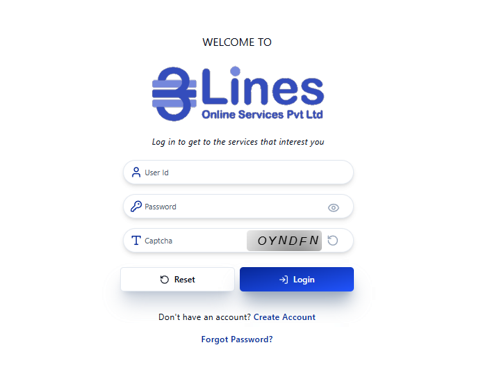 WELCOME TO
3Lines
Online Services Pvt Ltd
Log in to get to the services that interest you
User Id
Password
Captcha OYNDFN
Reset Login
Don't have an account? Create Account
Forgot Password?